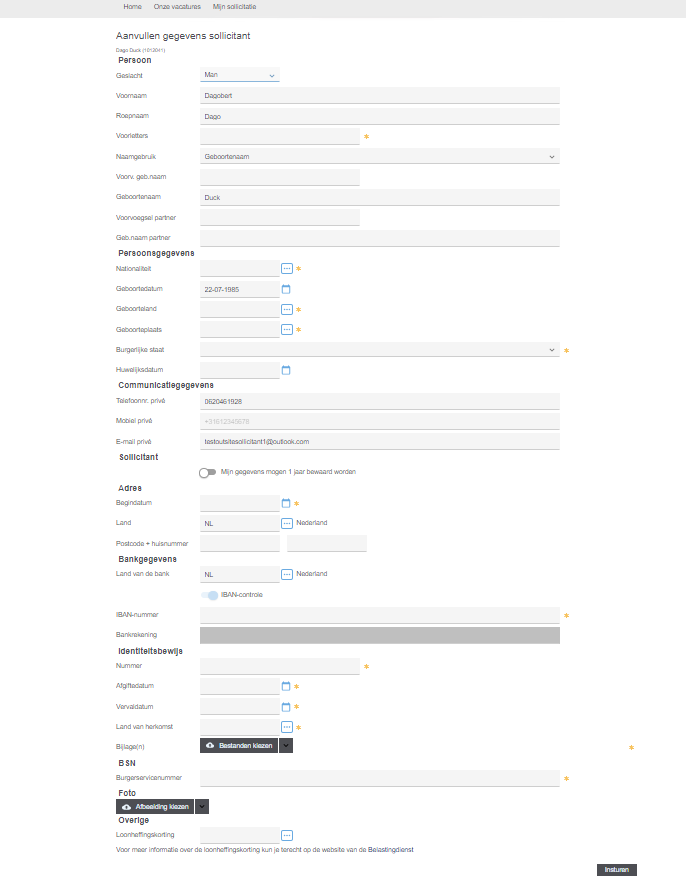 Home Onze vacatures Mijn sollicitatie
Aanvullen gegevens sollicitant
Dago Duck (1012041)
Persoon
Geslacht Man
Voornaam Dagobert
Roepnaam Dago
Voorletters *
Naamgebruik Geboortenaam
Voorv. geb.naam
Geboortenaam Duck
Voorvoegsel partner
Geb.naam partner
Persoonsgegevens
Nationaliteit *
Geboortedatum 22-07-1985
Geboorteland *
Geboorteplaats *
Burgerlijke staat *
Huwelijksdatum
Communicatiegegevens
Telefoonnr. privé 0620461928
Mobiel privé +31612345678
E-mail privé testoutsitesollicitant1@outlook.com
Sollicitant
Mijn gegevens mogen 1 jaar bewaard worden
Adres
Begindatum *
Land NL Nederland
Postcode + huisnummer
Bankgegevens
Land van de bank NL Nederland
IBAN-controle
IBAN-nummer *
Bankrekening
Identiteitsbewijs
Nummer *
Afgiftedatum *
Vervaldatum *
Land van herkomst *
Bijlage(n) Bestanden kiezen *
BSN
Burgerservicenummer *
Foto
Afbeelding kiezen
Overige
Loonheffingskorting
Voor meer informatie over de loonheffingskorting kun je terecht op de website van de Belastingdienst
Insturen